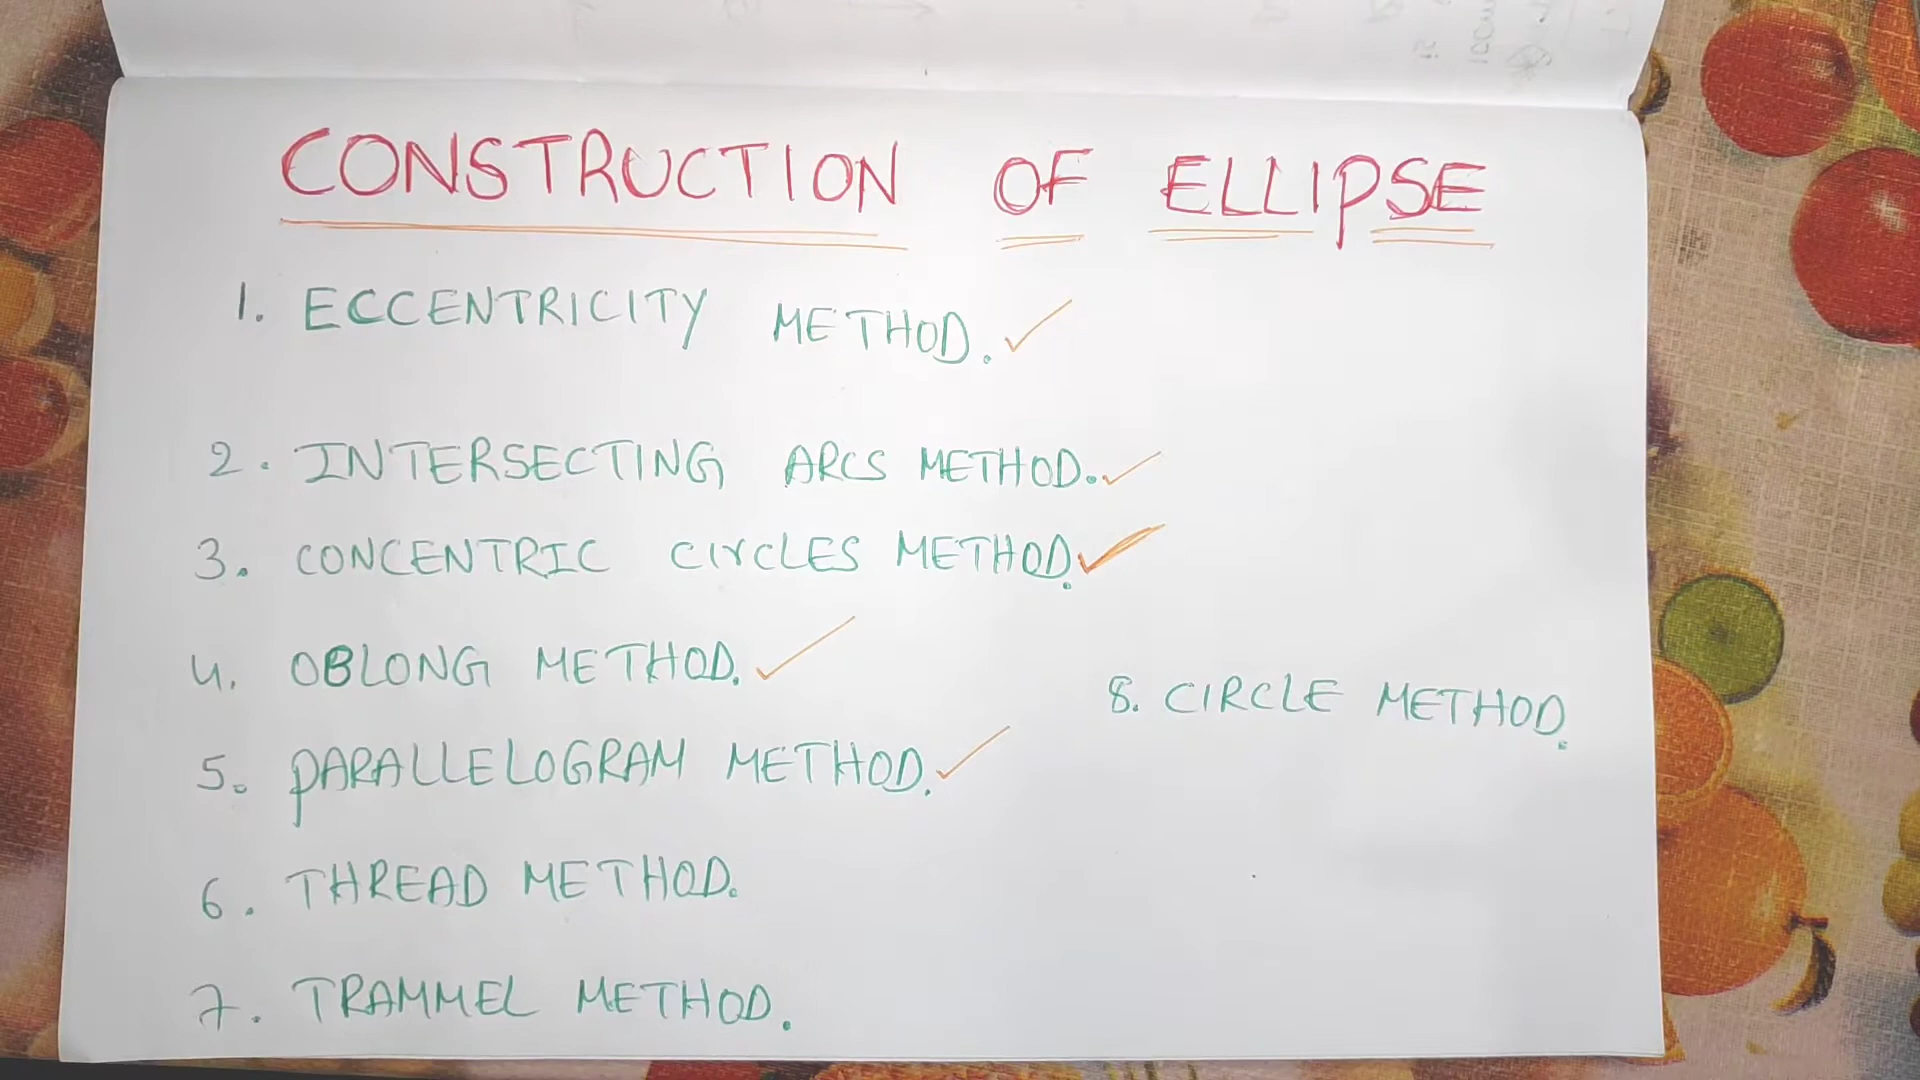 CONSTRUCTION OF ELLIPSE
1. ECCENTRICITY METHOD.
2. INTERSECTING ARCS METHOD.
3. CONCENTRIC CIrCLES METHOD.
4. OBLONG METHOD.
5. PARALLELOGRAM METHOD.
6. THREAD METHOD.
7. TRAMMEL METHOD.
8. CIRCLE METHOD.